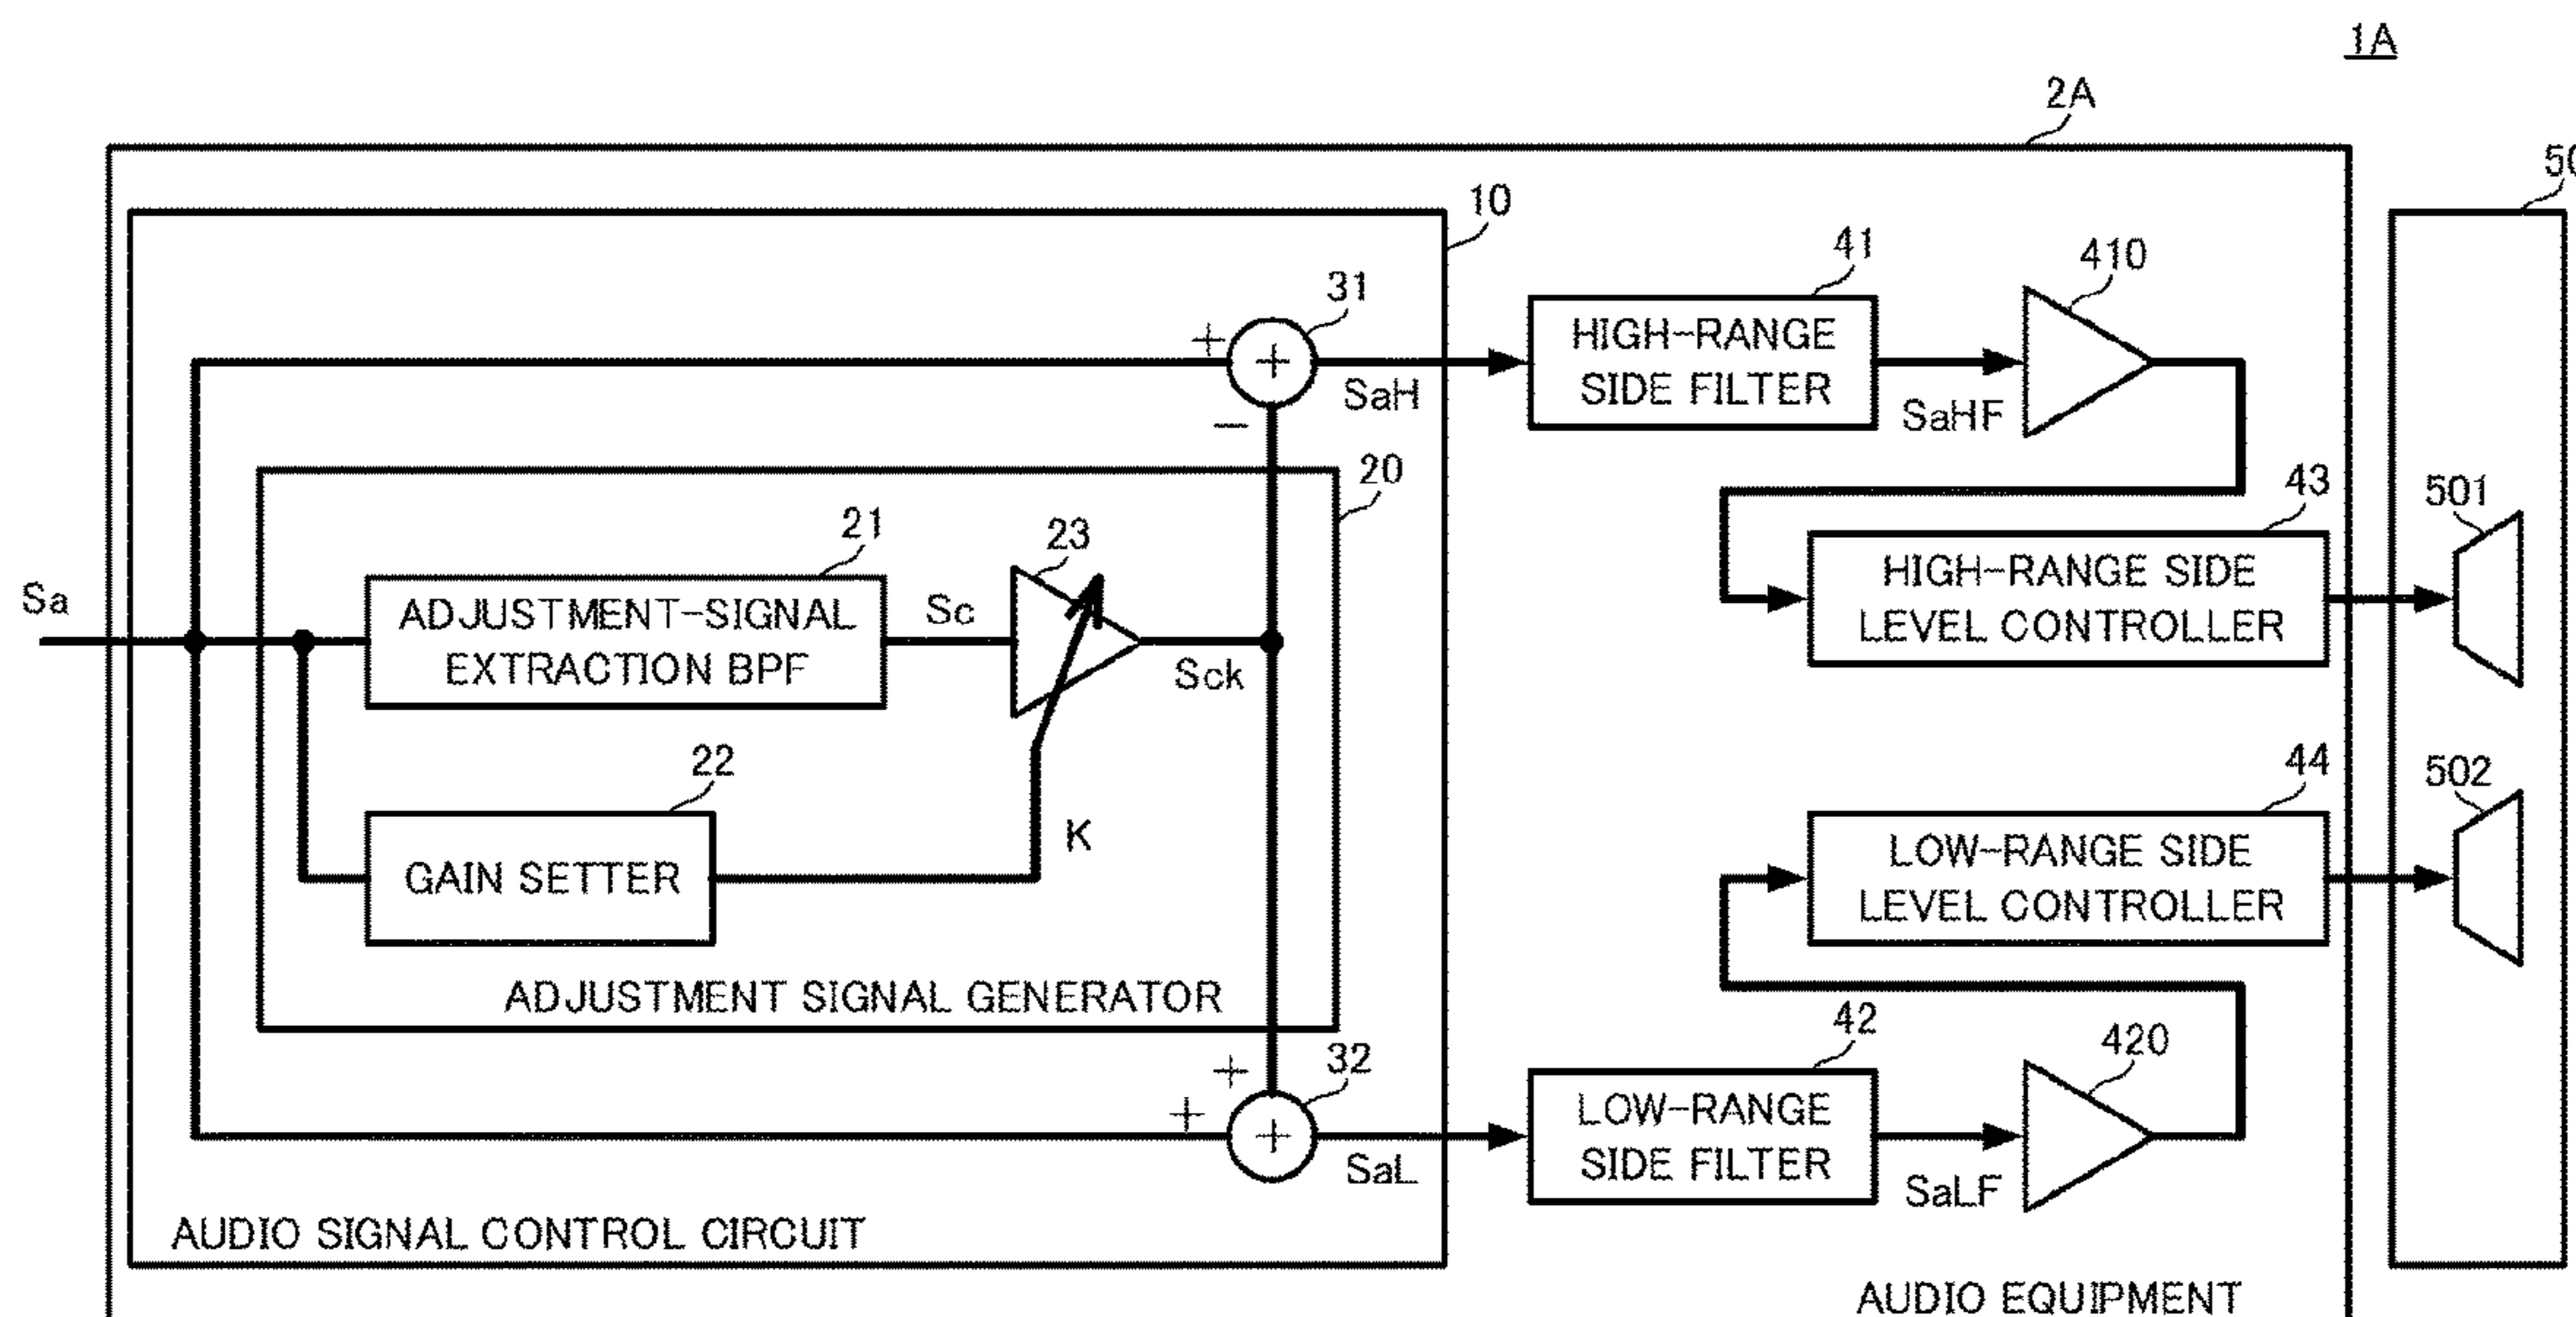 1A
2A
50
10
41
410
31
+
+
HIGH-RANGE
SIDE FILTER
SaH
SaHF
−
20
43
501
21
23
Sa
ADJUSTMENT-SIGNAL
EXTRACTION BPF
Sc
Sck
HIGH-RANGE SIDE
LEVEL CONTROLLER
22
44
502
K
GAIN SETTER
LOW-RANGE SIDE
LEVEL CONTROLLER
ADJUSTMENT SIGNAL GENERATOR
42
420
32
+
+
+
LOW-RANGE
SIDE FILTER
SaL
SaLF
AUDIO SIGNAL CONTROL CIRCUIT
AUDIO EQUIPMENT